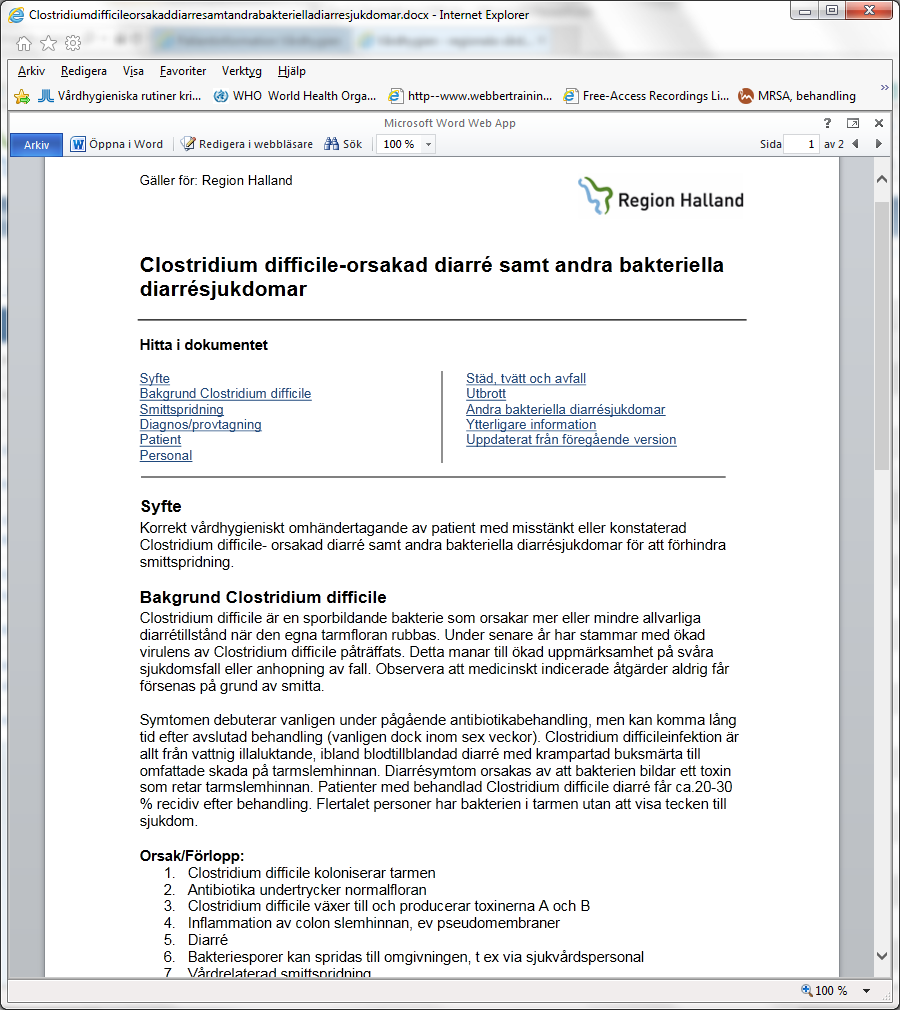 Clostridiumdifficileorsakaddiarresamtandrabakterielladiarresjukdomar.docx - Internet Explorer
Arkiv Redigera Visa Favoriter Verktyg Hjälp
Vårdhygieniska rutiner kri... WHO World Health Orga... http--www.webbertrainin... Free-Access Recordings Li... MRSA, behandling »
Microsoft Word Web App ?
Arkiv Öppna i Word Redigera i webbläsare Sök 100 % Sida 1 av 2
Gäller för: Region Halland
Region Halland
Clostridium difficile-orsakad diarré samt andra bakteriella
diarrésjukdomar
Hitta i dokumentet
Syfte
Bakgrund Clostridium difficile
Smittspridning
Diagnos/provtagning
Patient
Personal
Städ, tvätt och avfall
Utbrott
Andra bakteriella diarrésjukdomar
Ytterligare information
Uppdaterat från föregående version
Syfte
Korrekt vårdhygieniskt omhändertagande av patient med misstänkt eller konstaterad
Clostridium difficile- orsakad diarré samt andra bakteriella diarrésjukdomar för att förhindra
smittspridning.
Bakgrund Clostridium difficile
Clostridium difficile är en sporbildande bakterie som orsakar mer eller mindre allvarliga
diarrétillstånd när den egna tarmfloran rubbas. Under senare år har stammar med ökad
virulens av Clostridium difficile påträffats. Detta manar till ökad uppmärksamhet på svåra
sjukdomsfall eller anhopning av fall. Observera att medicinskt indicerade åtgärder aldrig får
försenas på grund av smitta.
Symtomen debuterar vanligen under pågående antibiotikabehandling, men kan komma lång
tid efter avslutad behandling (vanligen dock inom sex veckor). Clostridium difficileinfektion är
allt från vattnig illaluktande, ibland blodtillblandad diarré med krampartad buksmärta till
omfattade skada på tarmslemhinnan. Diarrésymtom orsakas av att bakterien bildar ett toxin
som retar tarmslemhinnan. Patienter med behandlad Clostridium difficile diarré får ca.20-30
% recidiv efter behandling. Flertalet personer har bakterien i tarmen utan att visa tecken till
sjukdom.
Orsak/Förlopp:
1. Clostridium difficile koloniserar tarmen
2. Antibiotika undertrycker normalfloran
3. Clostridium difficile växer till och producerar toxinerna A och B
4. Inflammation av colon slemhinnan, ev pseudomembraner
5. Diarré
6. Bakteriesporer kan spridas till omgivningen, t ex via sjukvårdspersonal
7. Vårdrelaterad smittspridning
100 %